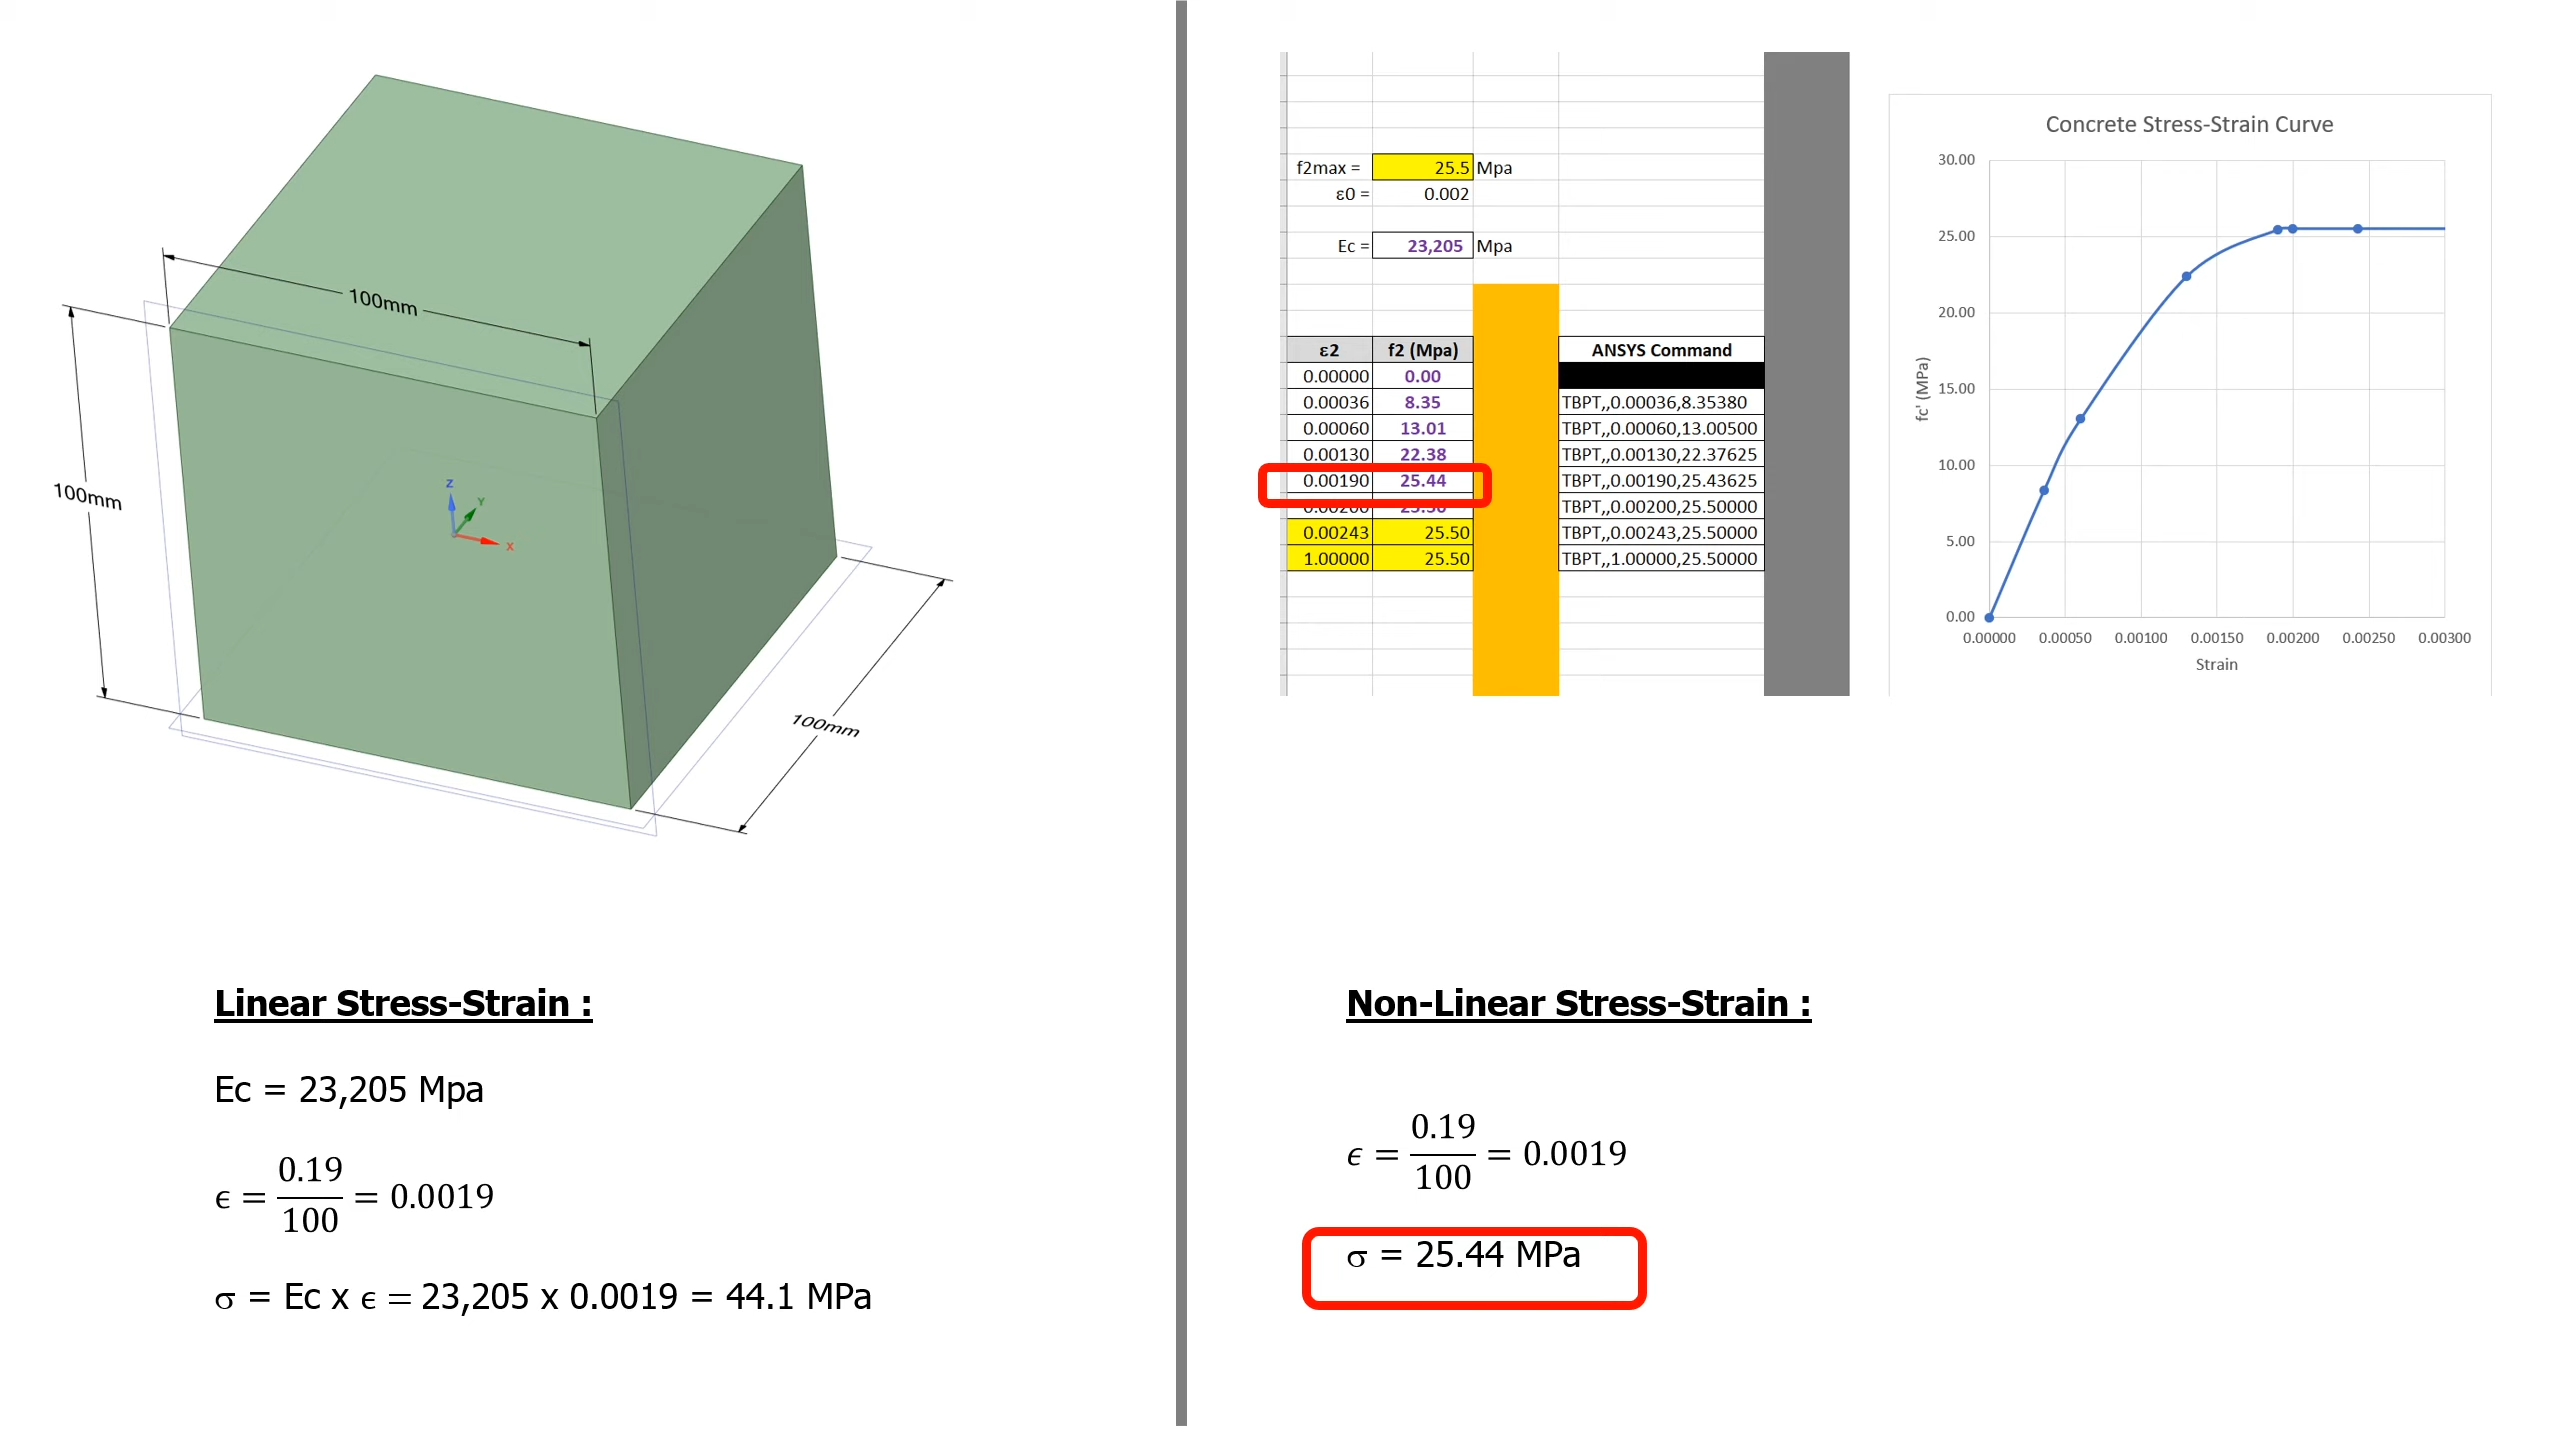 100mm
100mm
100mm
Z
Y
X
Linear Stress-Strain :
Ec = 23,205 Mpa
ϵ = 0.19/100 = 0.0019
σ = Ec x ϵ = 23,205 x 0.0019 = 44.1 MPa
f2max = 25.5 Mpa
ε0 = 0.002
Ec = 23,205 Mpa
ε2 f2 (Mpa) ANSYS Command
0.00000 0.00
0.00036 8.35 TBPT,,0.00036,8.35380
0.00060 13.01 TBPT,,0.00060,13.00500
0.00130 22.38 TBPT,,0.00130,22.37625
0.00190 25.44 TBPT,,0.00190,25.43625
0.00200 25.50 TBPT,,0.00200,25.50000
0.00243 25.50 TBPT,,0.00243,25.50000
1.00000 25.50 TBPT,,1.00000,25.50000
Concrete Stress-Strain Curve
30.00
25.00
20.00
15.00
10.00
5.00
0.00
fc' (MPa)
0.00000 0.00050 0.00100 0.00150 0.00200 0.00250 0.00300
Strain
Non-Linear Stress-Strain :
ϵ = 0.19/100 = 0.0019
σ = 25.44 MPa